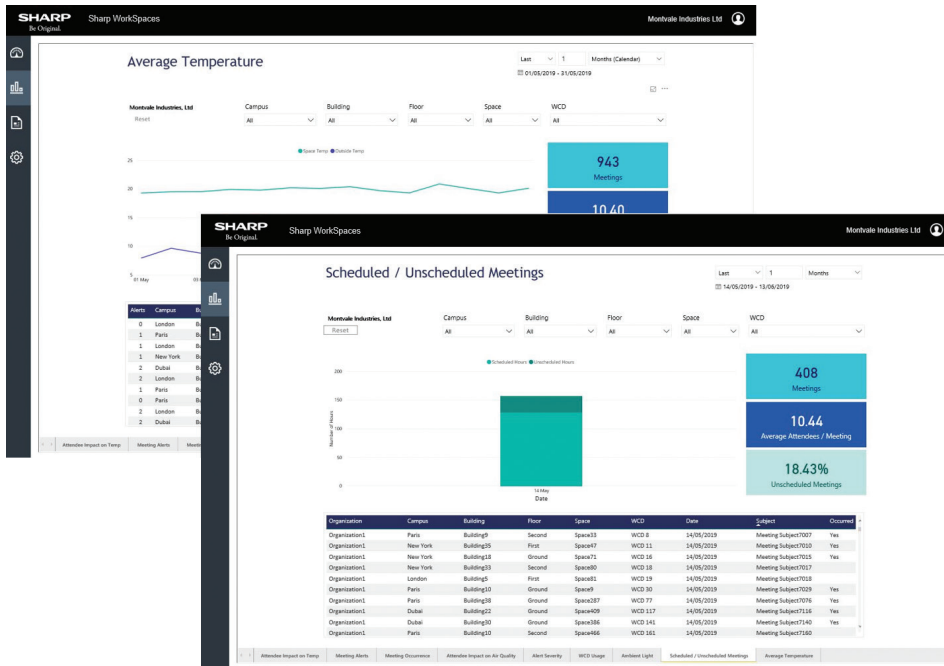 SHARP
Be Original.
Sharp WorkSpaces
Montvale Industries Ltd
Average Temperature
Last 1 Months (Calendar)
01/05/2019 - 31/05/2019
Montvale Industries, Ltd Campus Building Floor Space WCD
Reset All All All All All
Space Temp Outside Temp
25
20
15
10
5
01 May
943
Meetings
10.40
Alerts Campus
0 London
1 Paris
1 London
1 New York
2 Dubai
2 London
1 Paris
0 Paris
2 London
2 Dubai
Attendee Impact on Temp Meeting Alerts
SHARP
Be Original.
Sharp WorkSpaces
Montvale Industries Ltd
Scheduled / Unscheduled Meetings
Last 1 Months
14/05/2019 - 13/06/2019
Montvale Industries, Ltd Campus Building Floor Space WCD
Reset All All All All All
Scheduled Hours Unscheduled Hours
Number of Hours
200
150
100
50
0
14 May
Date
408
Meetings
10.44
Average Attendees / Meeting
18.43%
Unscheduled Meetings
Organization Campus Building Floor Space WCD Date Subject Occurred
Organization1 Paris Building9 Second Space33 WCD 8 14/05/2019 Meeting Subject7007 Yes
Organization1 New York Building35 First Space47 WCD 11 14/05/2019 Meeting Subject7010 Yes
Organization1 New York Building18 Ground Space71 WCD 16 14/05/2019 Meeting Subject7015 Yes
Organization1 New York Building33 Second Space80 WCD 18 14/05/2019 Meeting Subject7017
Organization1 London Building5 First Space81 WCD 19 14/05/2019 Meeting Subject7018
Organization1 Paris Building10 Ground Space9 WCD 30 14/05/2019 Meeting Subject7029 Yes
Organization1 Paris Building38 Ground Space287 WCD 77 14/05/2019 Meeting Subject7076 Yes
Organization1 Dubai Building22 Ground Space409 WCD 117 14/05/2019 Meeting Subject7116 Yes
Organization1 Dubai Building30 Ground Space386 WCD 141 14/05/2019 Meeting Subject7140 Yes
Organization1 Paris Building10 Second Space466 WCD 161 14/05/2019 Meeting Subject7160
Attendee Impact on Temp Meeting Alerts Meeting Occurrence Attendee Impact on Air Quality Alert Severity WCD Usage Ambient Light Scheduled / Unscheduled Meetings Average Temperature